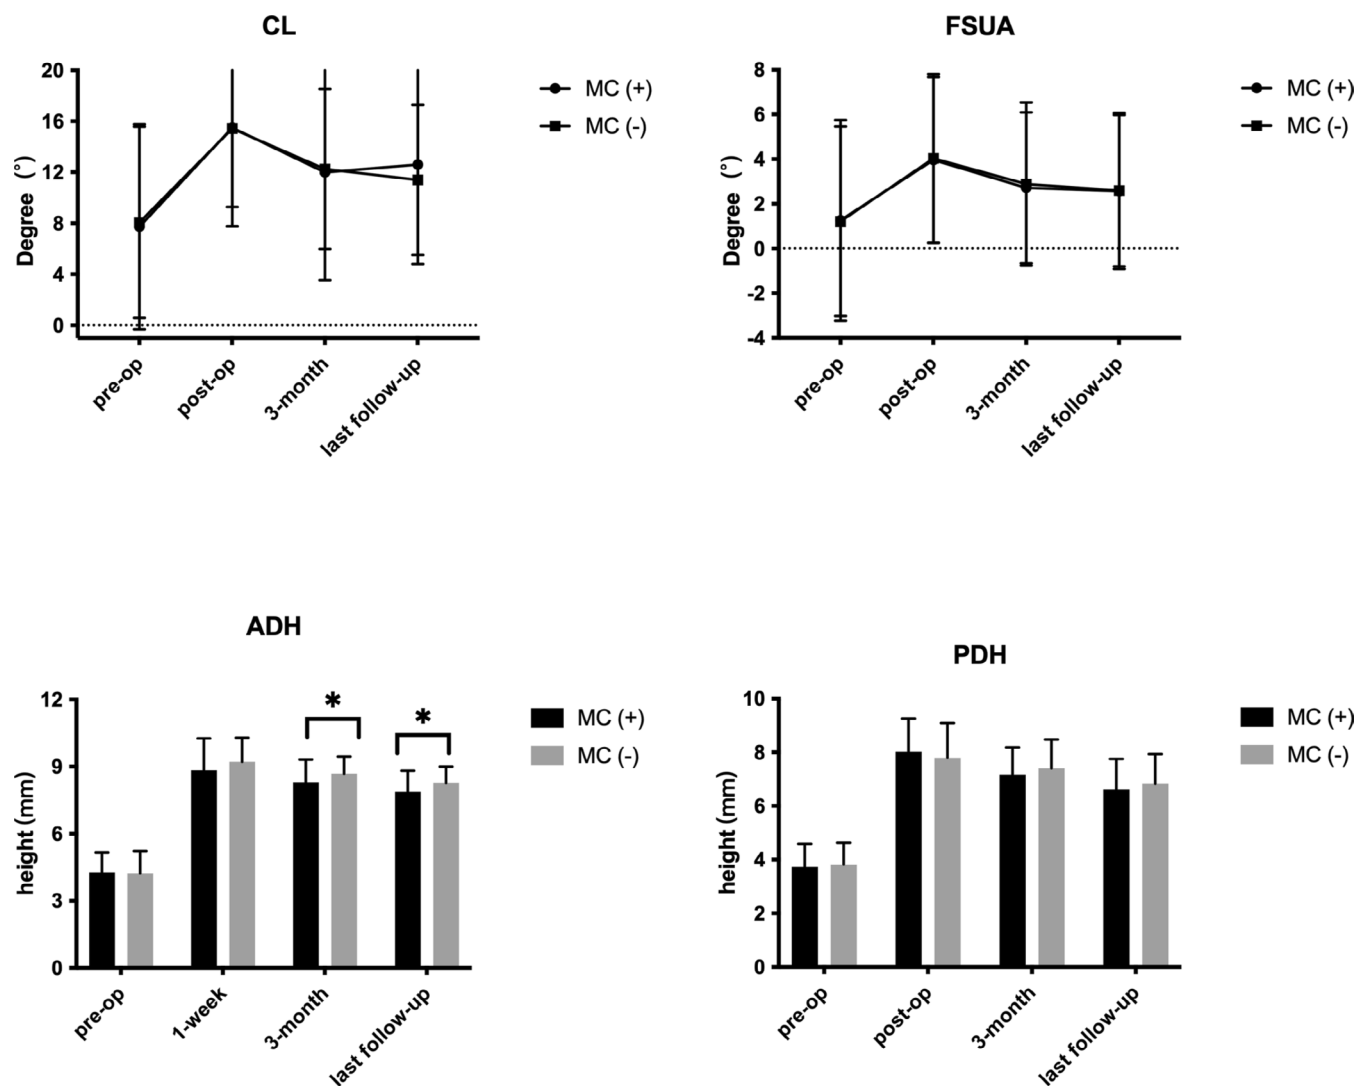 CL
20
16
12
8
4
0
Degree (°)
pre-op
post-op
3-month
last follow-up
MC (+)
MC (-)
FSUA
8
6
4
2
0
-2
-4
Degree (°)
pre-op
post-op
3-month
last follow-up
MC (+)
MC (-)
ADH
12
9
6
3
0
height (mm)
*
*
pre-op
1-week
3-month
last follow-up
MC (+)
MC (-)
PDH
10
8
6
4
2
0
height (mm)
pre-op
post-op
3-month
last follow-up
MC (+)
MC (-)